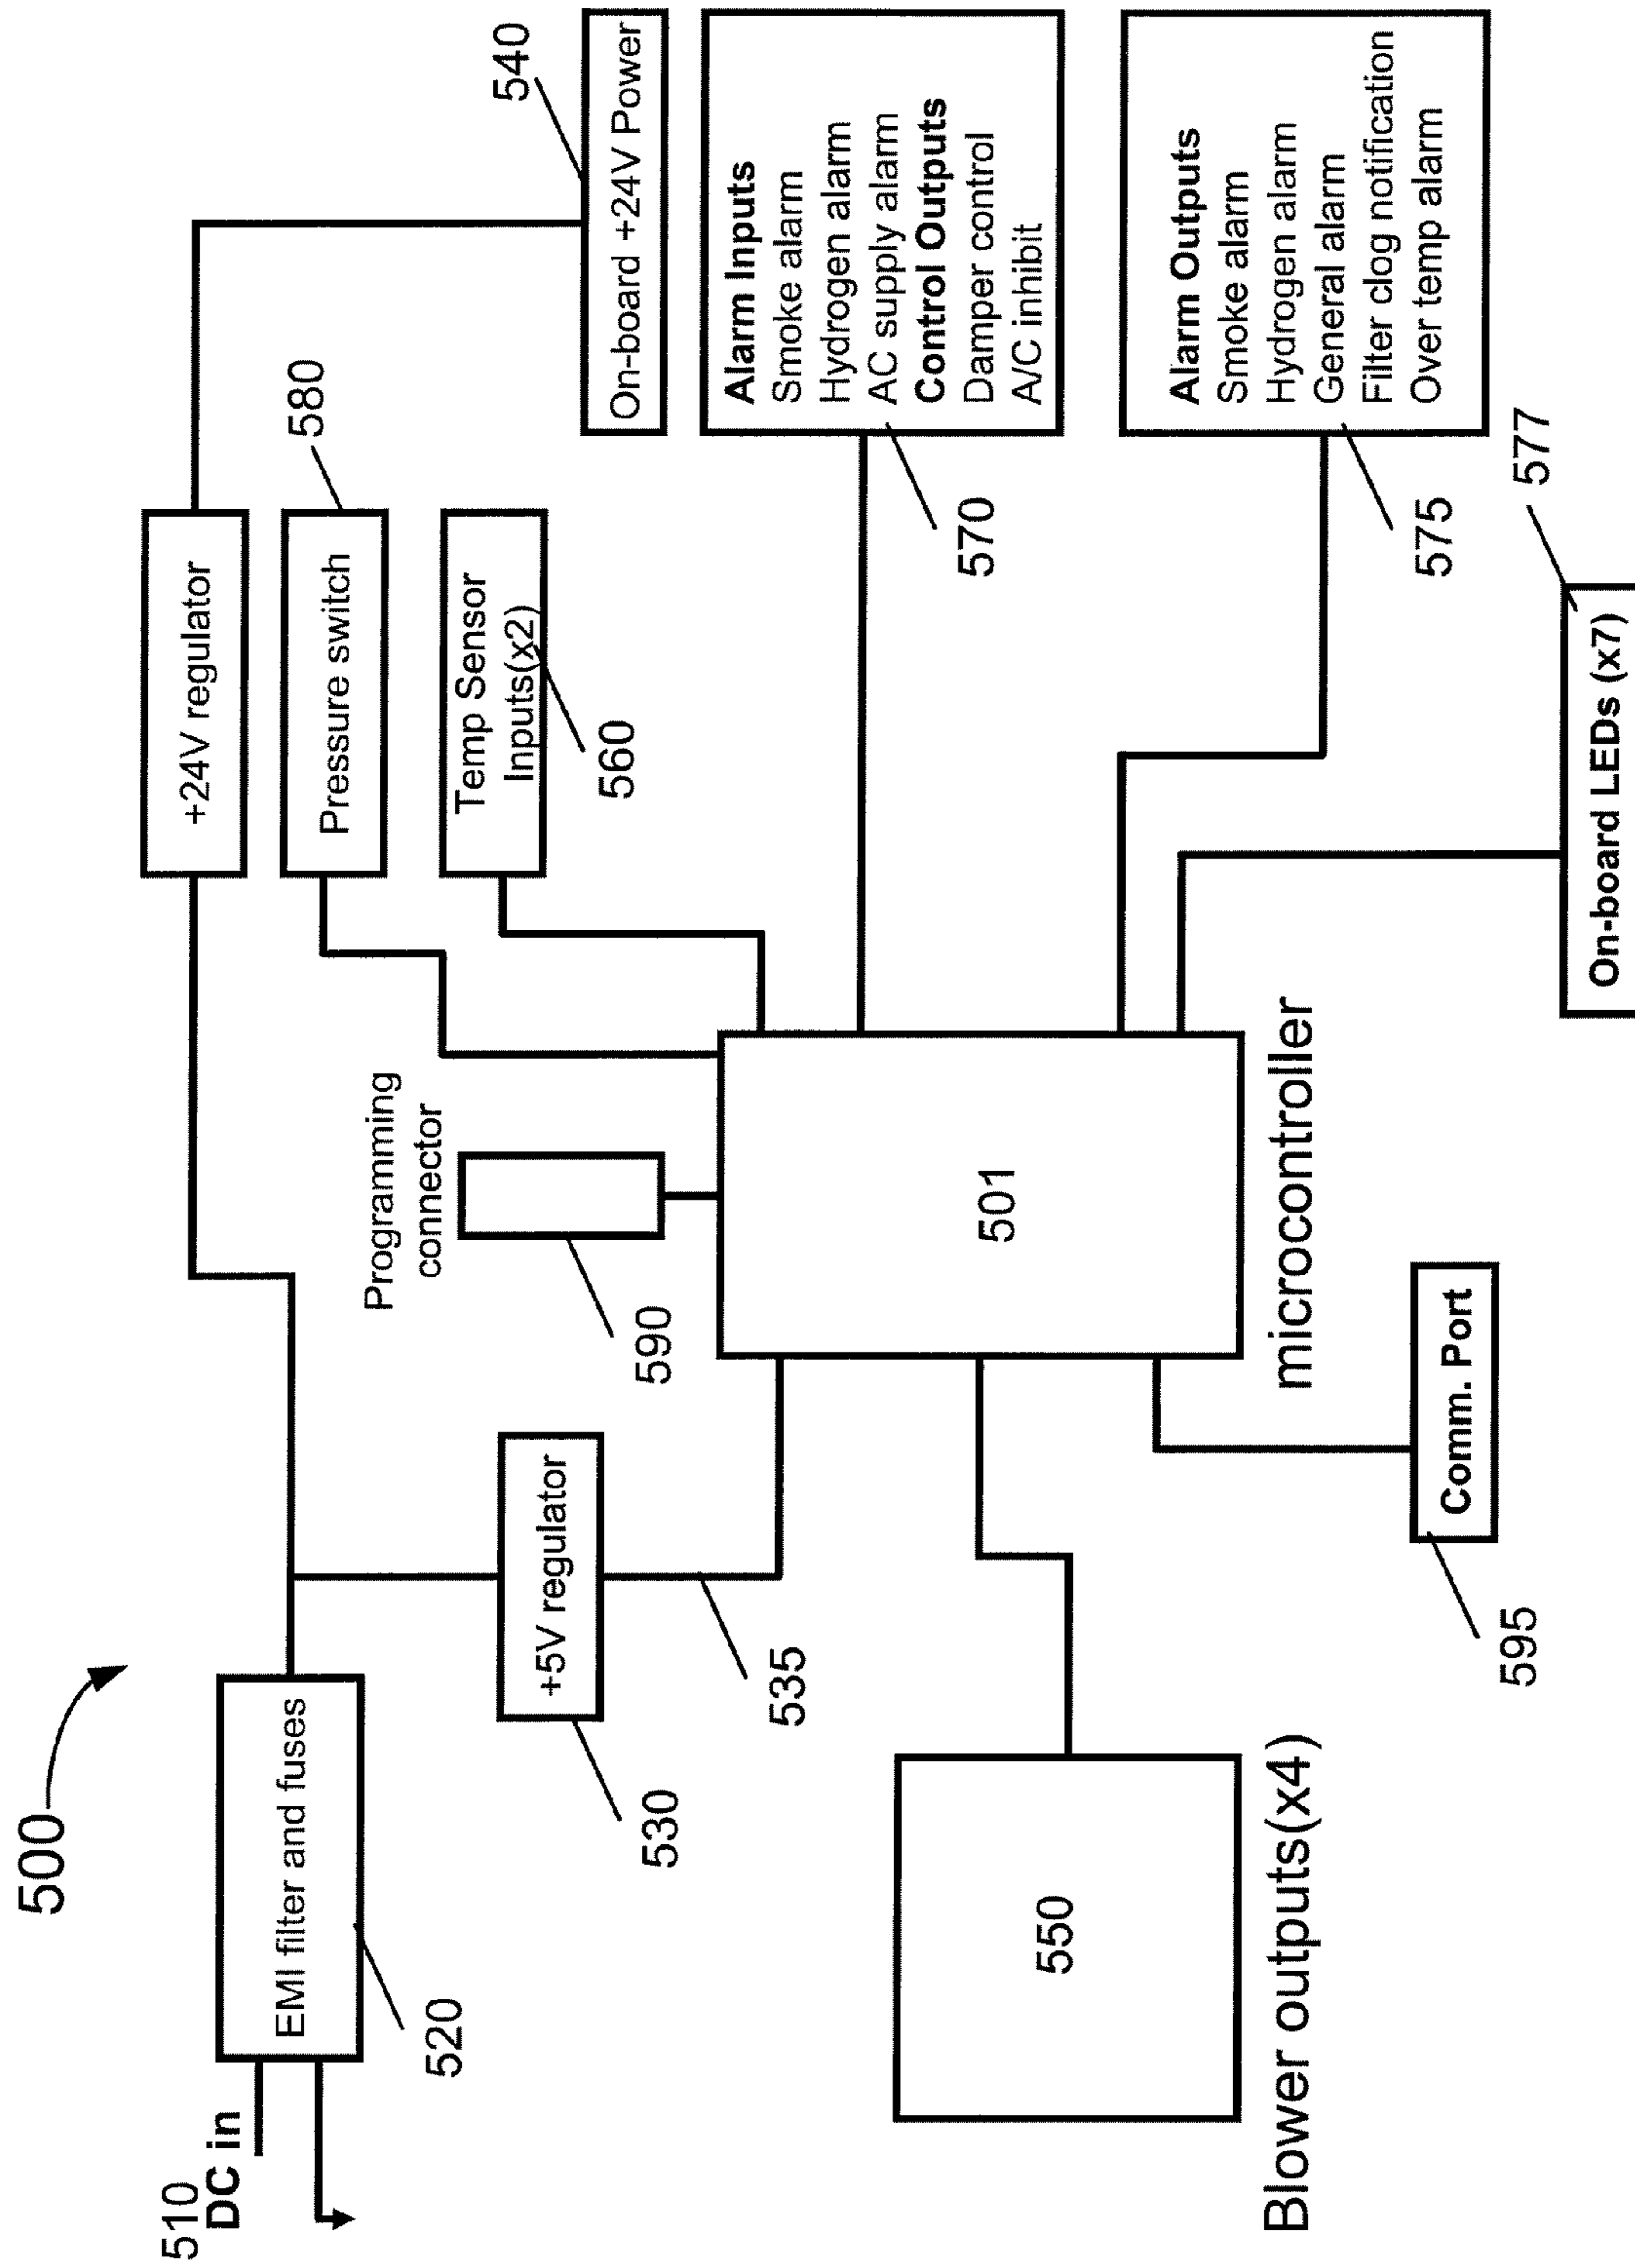 500
510
DC in
EMI filter and fuses
520
+5V regulator
530
535
+24V regulator
Pressure switch
580
Temp Sensor
Inputs(x2)
560
540
On-board +24V Power
Programming
connector
590
501
microcontroller
Alarm Inputs
Smoke alarm
Hydrogen alarm
AC supply alarm
Control Outputs
Damper control
A/C inhibit
570
Alarm Outputs
Smoke alarm
Hydrogen alarm
General alarm
Filter clog notification
Over temp alarm
575
577
On-board LEDs (x7)
550
Blower outputs(x4)
Comm. Port
595